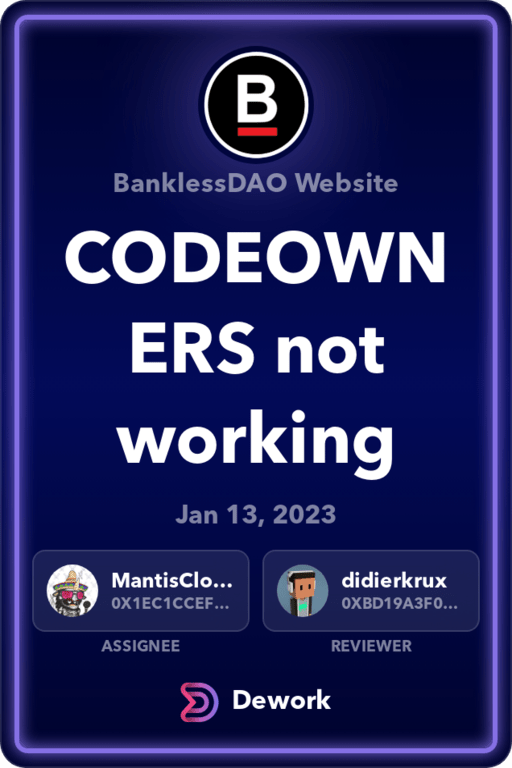 B
BanklessDAO Website
CODEOWN
ERS not
working
Jan 13, 2023
MantisClo...
0X1EC1CCEF...
didierkrux
0XBD19A3F0...
ASSIGNEE
REVIEWER
Dework